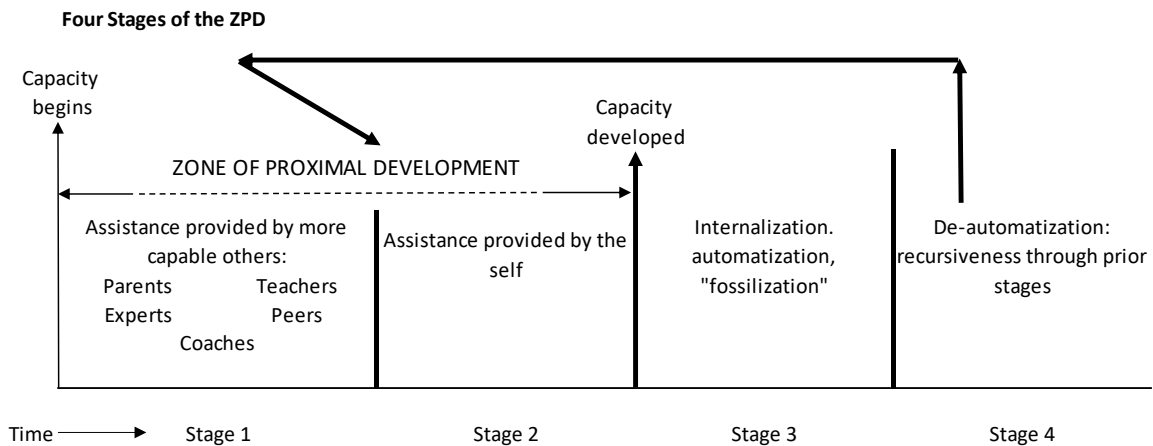 Four Stages of the ZPD
Capacity
begins
Capacity
developed
ZONE OF PROXIMAL DEVELOPMENT
Assistance provided by more
capable others:
Parents Teachers
Experts Peers
Coaches
Assistance provided by the
self
Internalization.
automatization,
"fossilization"
De-automatization:
recursiveness through prior
stages
Time Stage 1 Stage 2 Stage 3 Stage 4